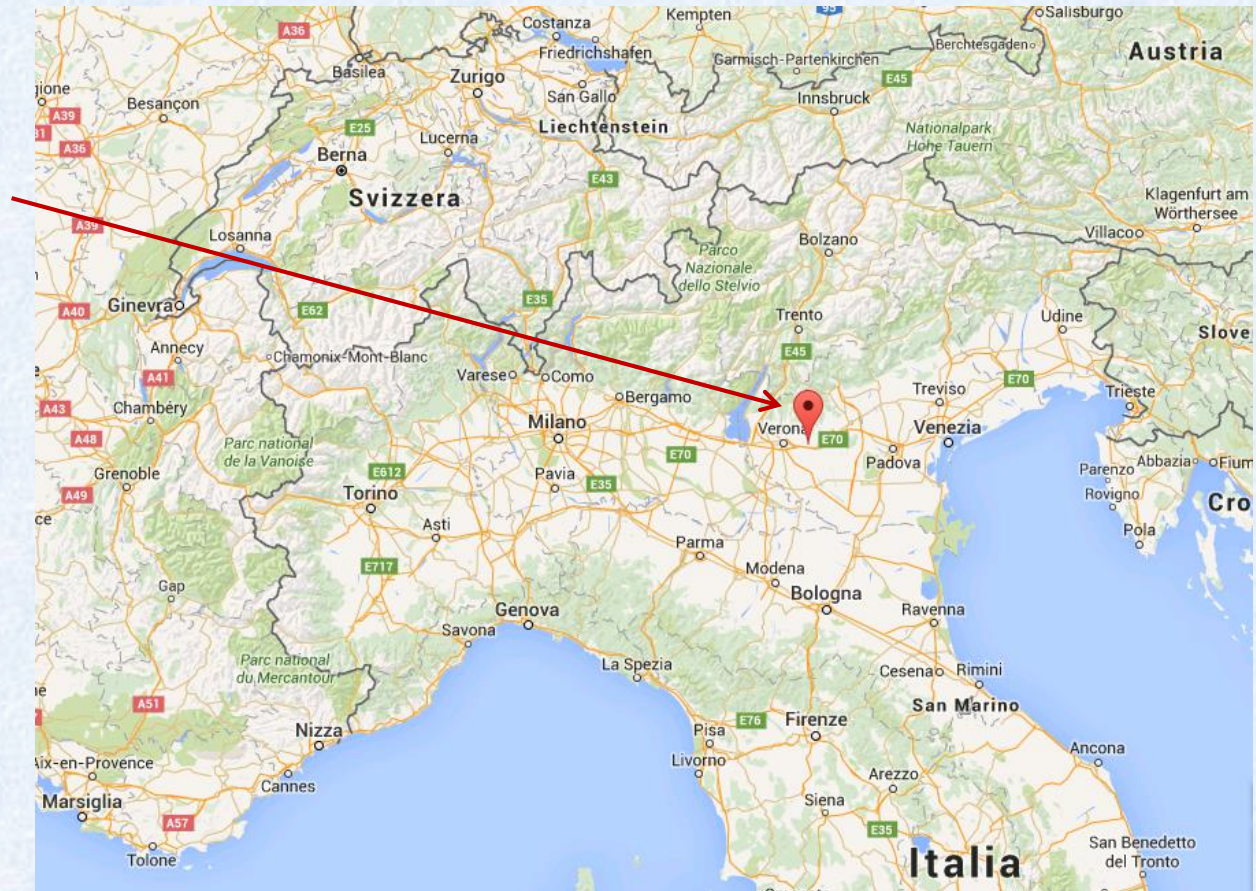 A36
Costanza
Kempten
95
Salisburgo
Friedrichshafen
Garmisch-Partenkirchen
Berchtesgaden
Austria
Basilea
Zurigo
E45
gione
Besançon
San Gallo
Innsbruck
A39
31
A36
E25
Lucerna
Liechtenstein
Nationalpark
Hohe Tauern
Berna
Svizzera
E43
Klagenfurt am
Wörthersee
A39
Losanna
Villaco
Parco
Nazionale
dello Stelvio
Bolzano
Ginevra
A40
E62
E35
Trento
Udine
Slove
Annecy
Chamonix-Mont-Blanc
E45
A41
Varese
Como
Treviso
E70
Trieste
A43
Chambéry
Bergamo
Milano
Verona
E70
Venezia
A48
Parc national
de la Vanoise
E70
Padova
Abbazia
Fium
Grenoble
E612
Pavia
Parenzo
A49
Torino
E35
Rovigno
Cro
ce
Asti
Pola
Parma
E717
Modena
Gap
Bologna
Genova
Ravenna
Savona
Parc national
du Mercantour
La Spezia
Cesena
Rimini
ne
A51
San Marino
Nizza
Pisa
E76
Firenze
Aix-en-Provence
Livorno
Ancona
Cannes
Arezzo
Marsiglia
Siena
A57
E35
San Benedetto
del Tronto
Tolone
Italia